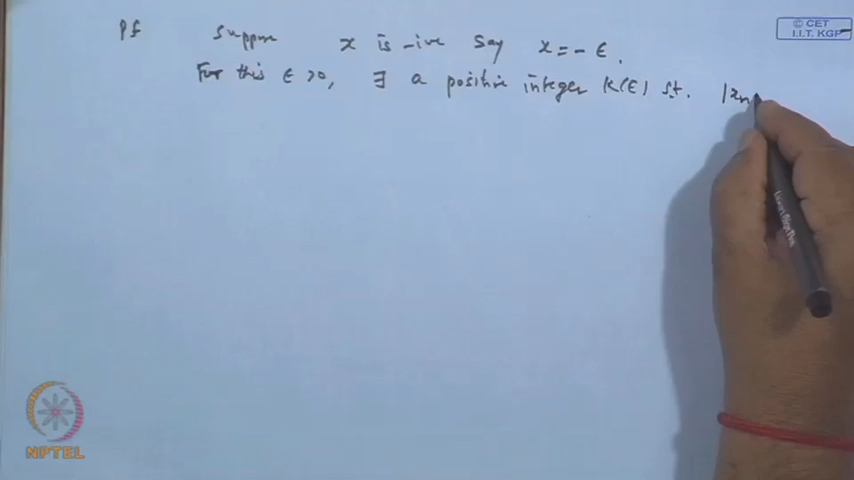 Pf Suppose x is -ive say x = - ε.
For this ε > 0, ∃ a positive integer K(ε) s.t. |xn
© CET
I.I.T. KGP
NPTEL